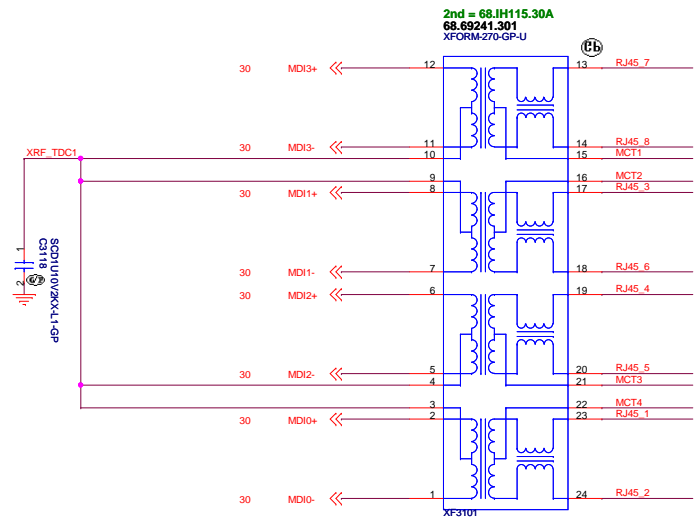 2nd = 68.IH115.30A
68.69241.301
XFORM-270-GP-U
30 MDI3+ 12 13 RJ45_7
30 MDI3- 11 14 RJ45_8
XRF_TDC1 10 15 MCT1
9 16 MCT2
30 MDI1+ 8 17 RJ45_3
30 MDI1- 7 18 RJ45_6
30 MDI2+ 6 19 RJ45_4
30 MDI2- 5 20 RJ45_5
4 21 MCT3
3 22 MCT4
30 MDI0+ 2 23 RJ45_1
30 MDI0- 1 24 RJ45_2
XF3101
1
2
C3118
SCD1U10V2KX-L1-GP